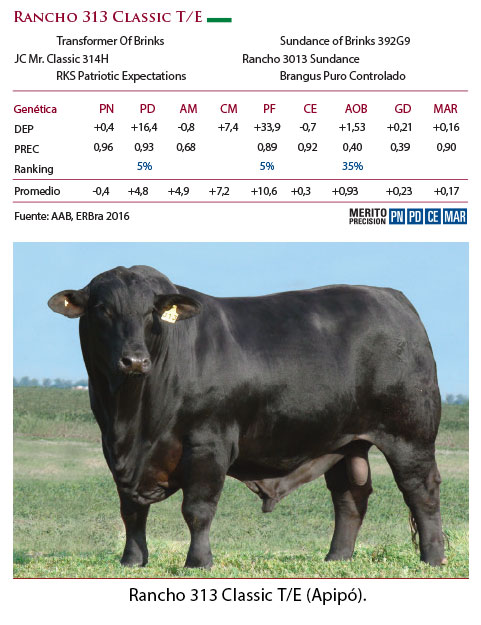 Rancho 313 Classic T/E
Transformer Of Brinks Sundance of Brinks 392G9
JC Mr. Classic 314H Rancho 3013 Sundance
RKS Patriotic Expectations Brangus Puro Controlado
Genética PN PD AM CM PF CE AOB GD MAR
DEP +0,4 +16,4 -0,8 +7,4 +33,9 -0,7 +1,53 +0,21 +0,16
PREC 0,96 0,93 0,68 0,89 0,92 0,40 0,39 0,90
Ranking 5% 5% 35%
Promedio -0,4 +4,8 +4,9 +7,2 +10,6 +0,3 +0,93 +0,23 +0,17
Fuente: AAB, ERBra 2016 MERITO PN PD CE MAR
PRECISION
Rancho 313 Classic T/E (Apipó).